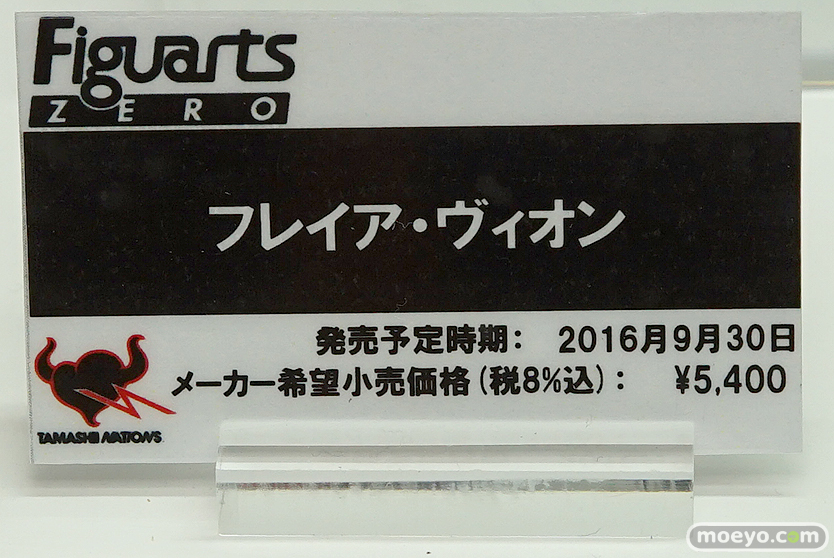 Figuarts
ZERO
フレイア・ヴィオン
発売予定時期： 2016月9月30日
メーカー希望小売価格(税8%込)： ¥5,400
TAMASHII NATIONS
moeyo.com